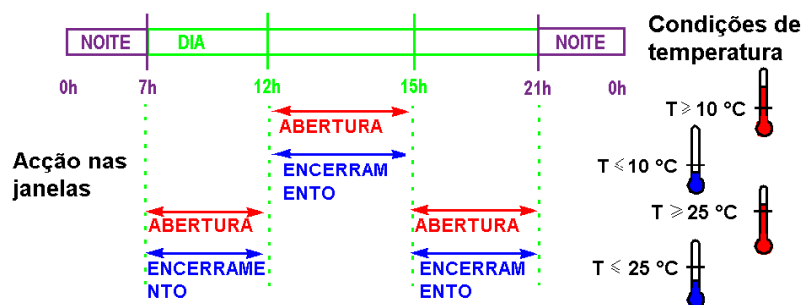 NOITE DIA NOITE
0h 7h 12h 15h 21h 0h
ABERTURA
ENCERRAM
ENTO
Acção nas
janelas
ABERTURA
ENCERRAME
NTO
ABERTURA
ENCERRAM
ENTO
Condições de
temperatura
T ⩾ 10 °C
T ⩽ 10 °C
T ⩾ 25 °C
T ⩽ 25 °C